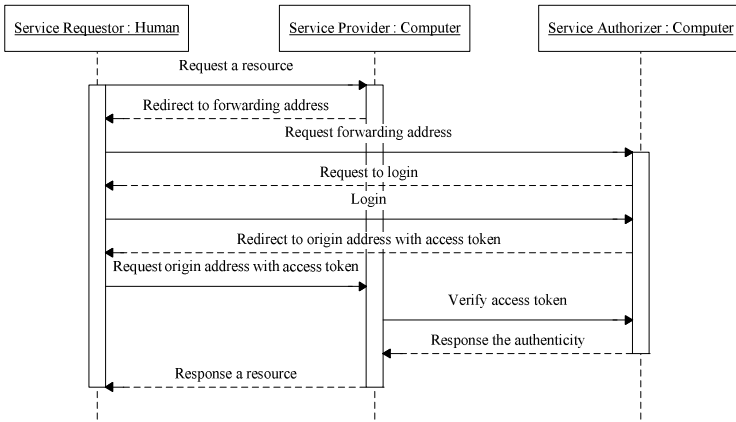 Service Requestor : Human
Service Provider : Computer
Service Authorizer : Computer
Request a resource
Redirect to forwarding address
Request forwarding address
Request to login
Login
Redirect to origin address with access token
Request origin address with access token
Verify access token
Response the authenticity
Response a resource